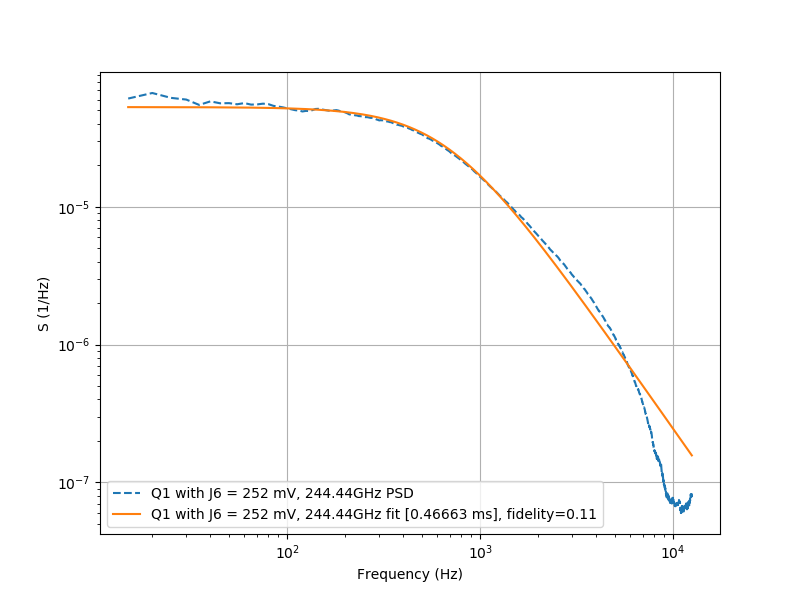 S (1/Hz)
10⁻⁵
10⁻⁶
10⁻⁷
Q1 with J6 = 252 mV, 244.44GHz PSD
Q1 with J6 = 252 mV, 244.44GHz fit [0.46663 ms], fidelity=0.11
10² 10³ 10⁴
Frequency (Hz)